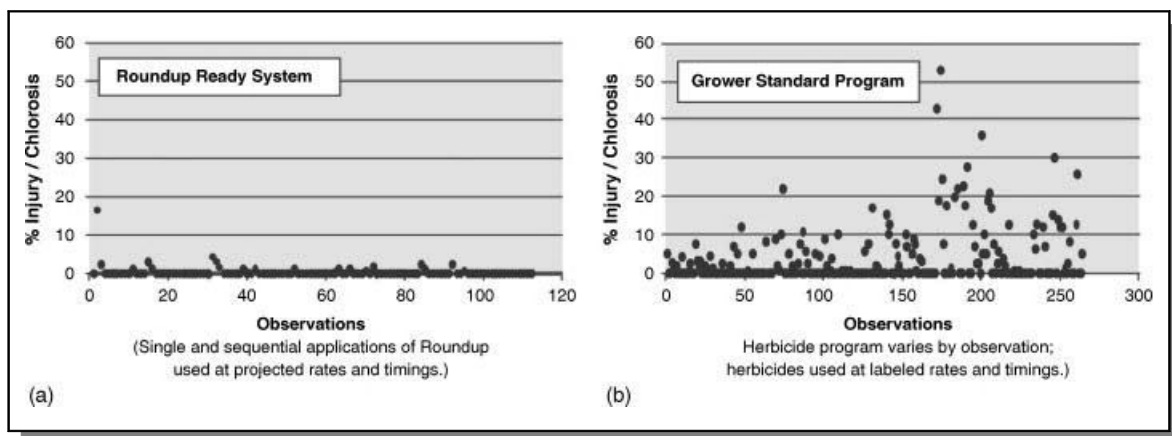 60
50
40
30
20
10
0
% Injury / Chlorosis
Roundup Ready System
0 20 40 60 80 100 120
Observations
(Single and sequential applications of Roundup
used at projected rates and timings.)
(a)
60
50
40
30
20
10
0
% Injury / Chlorosis
Grower Standard Program
0 50 100 150 200 250 300
Observations
Herbicide program varies by observation;
herbicides used at labeled rates and timings.)
(b)